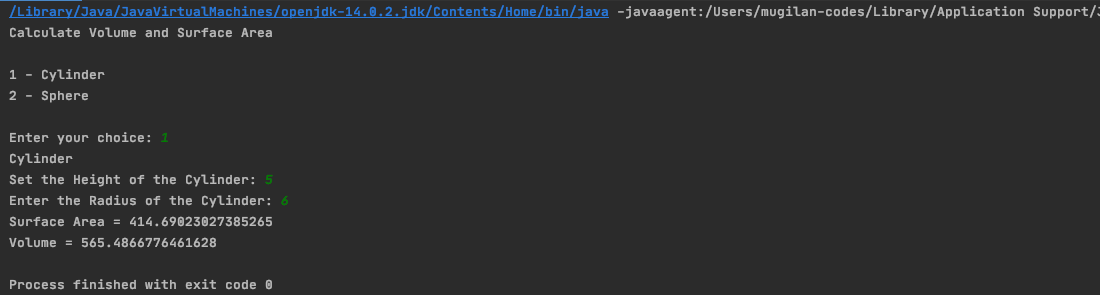 /Library/Java/JavaVirtualMachines/openjdk-14.0.2.jdk/Contents/Home/bin/java -javaagent:/Users/mugilan-codes/Library/Application Support/
Calculate Volume and Surface Area
1 - Cylinder
2 - Sphere
Enter your choice: 1
Cylinder
Set the Height of the Cylinder: 5
Enter the Radius of the Cylinder: 6
Surface Area = 414.69023027385265
Volume = 565.4866776461628
Process finished with exit code 0